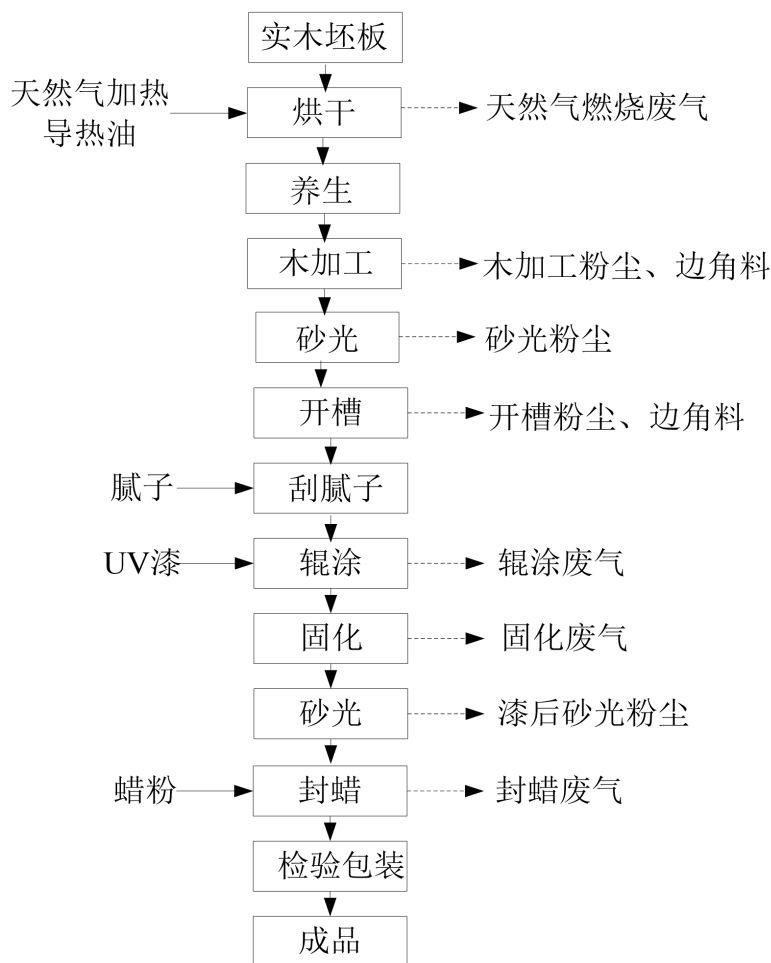 实木坯板
天然气加热
导热油
烘干
天然气燃烧废气
养生
木加工
木加工粉尘、边角料
砂光
砂光粉尘
开槽
开槽粉尘、边角料
腻子
刮腻子
UV漆
辊涂
辊涂废气
固化
固化废气
砂光
漆后砂光粉尘
蜡粉
封蜡
封蜡废气
检验包装
成品